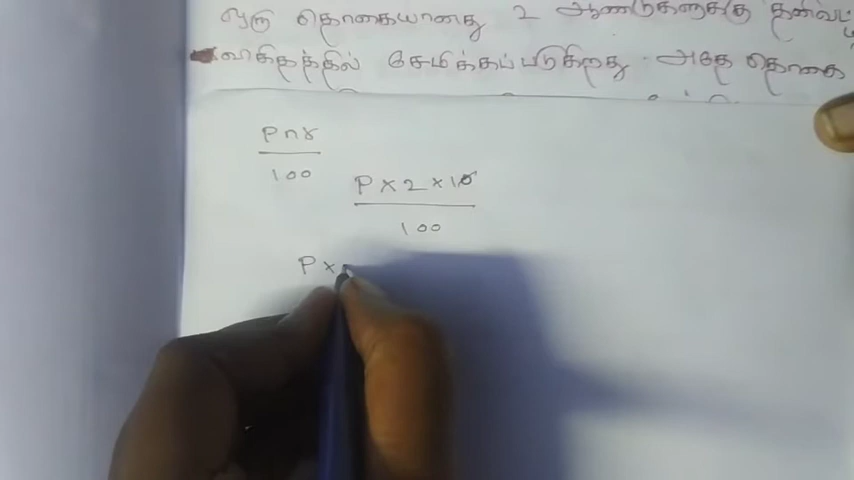 ஒரு தொகையானது 2 ஆண்டுகளுக்கு தனிவட்
விகிதத்தில் சேமிக்கப்படுகிறது . அதே தொகை
Pnr
100
P × 2 × 10
100
P ×